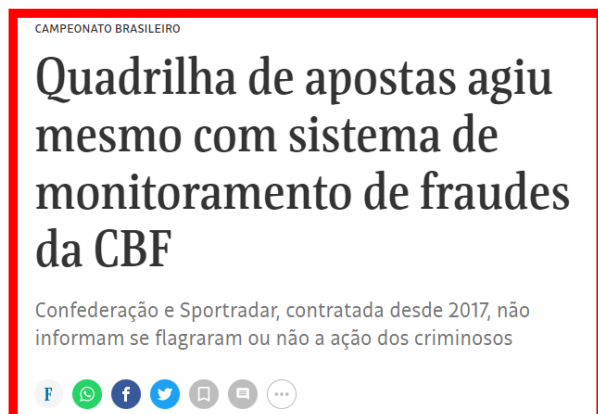 CAMPEONATO BRASILEIRO
Quadrilha de apostas agiu
mesmo com sistema de
monitoramento de fraudes
da CBF
Confederação e Sportradar, contratada desde 2017, não
informam se flagraram ou não a ação dos criminosos
F